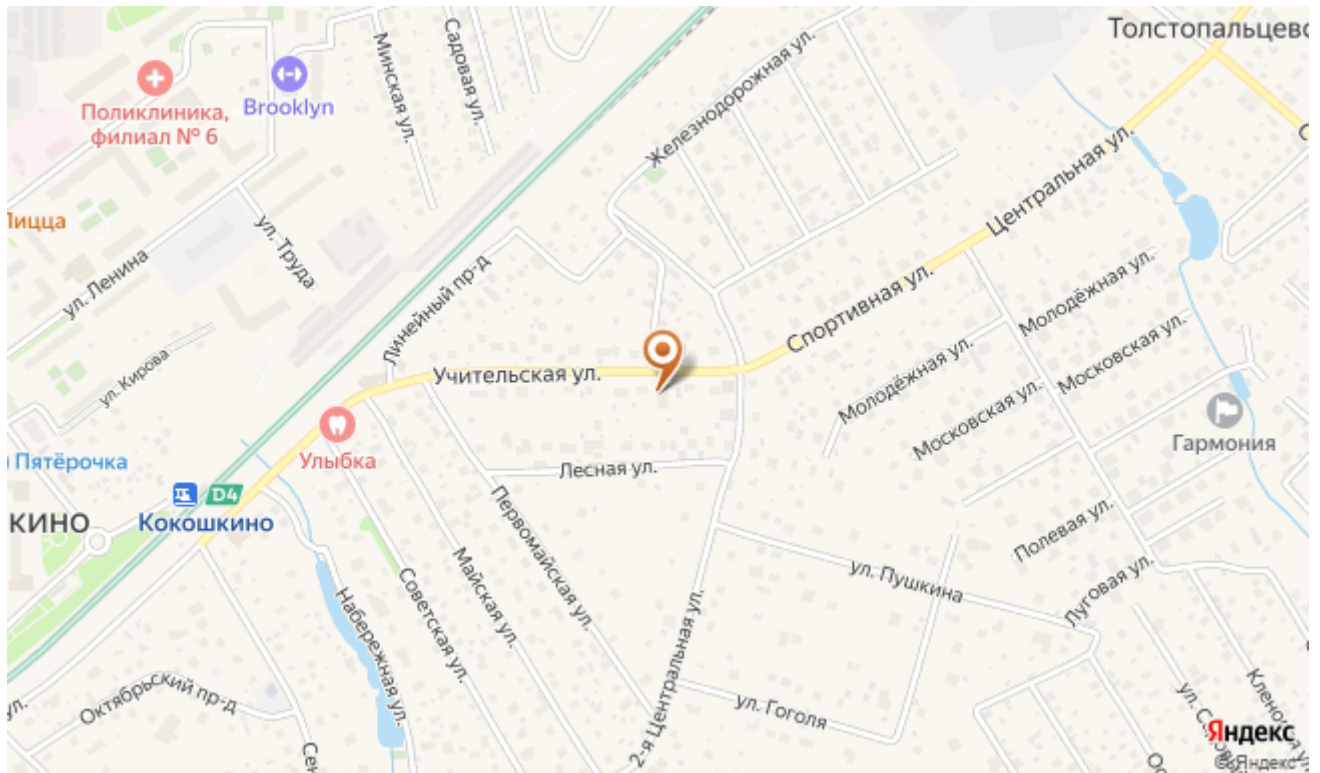 Толстопальцево
Минская ул.
Садовая ул.
Железнодорожная ул.
Поликлиника,
филиал № 6
Brooklyn
Центральная ул.
ул. Труда
ул. Ленина
Линейный пр-д
Спортивная ул.
Молодёжная ул.
Московская ул.
ул. Кирова
Учительская ул.
Молодёжная ул.
Московская ул.
Гармония
Улыбка
Пятёрочка
Лесная ул.
D4
Кокошкино
КИНО
Первомайская ул.
Полевая ул.
Луговая ул.
ул. Пушкина
Майская ул.
Советская ул.
Набережная ул.
2-я Центральная ул.
ул. Гоголя
Октябрьский пр-д
ул.
Яндекс
© Яндекс